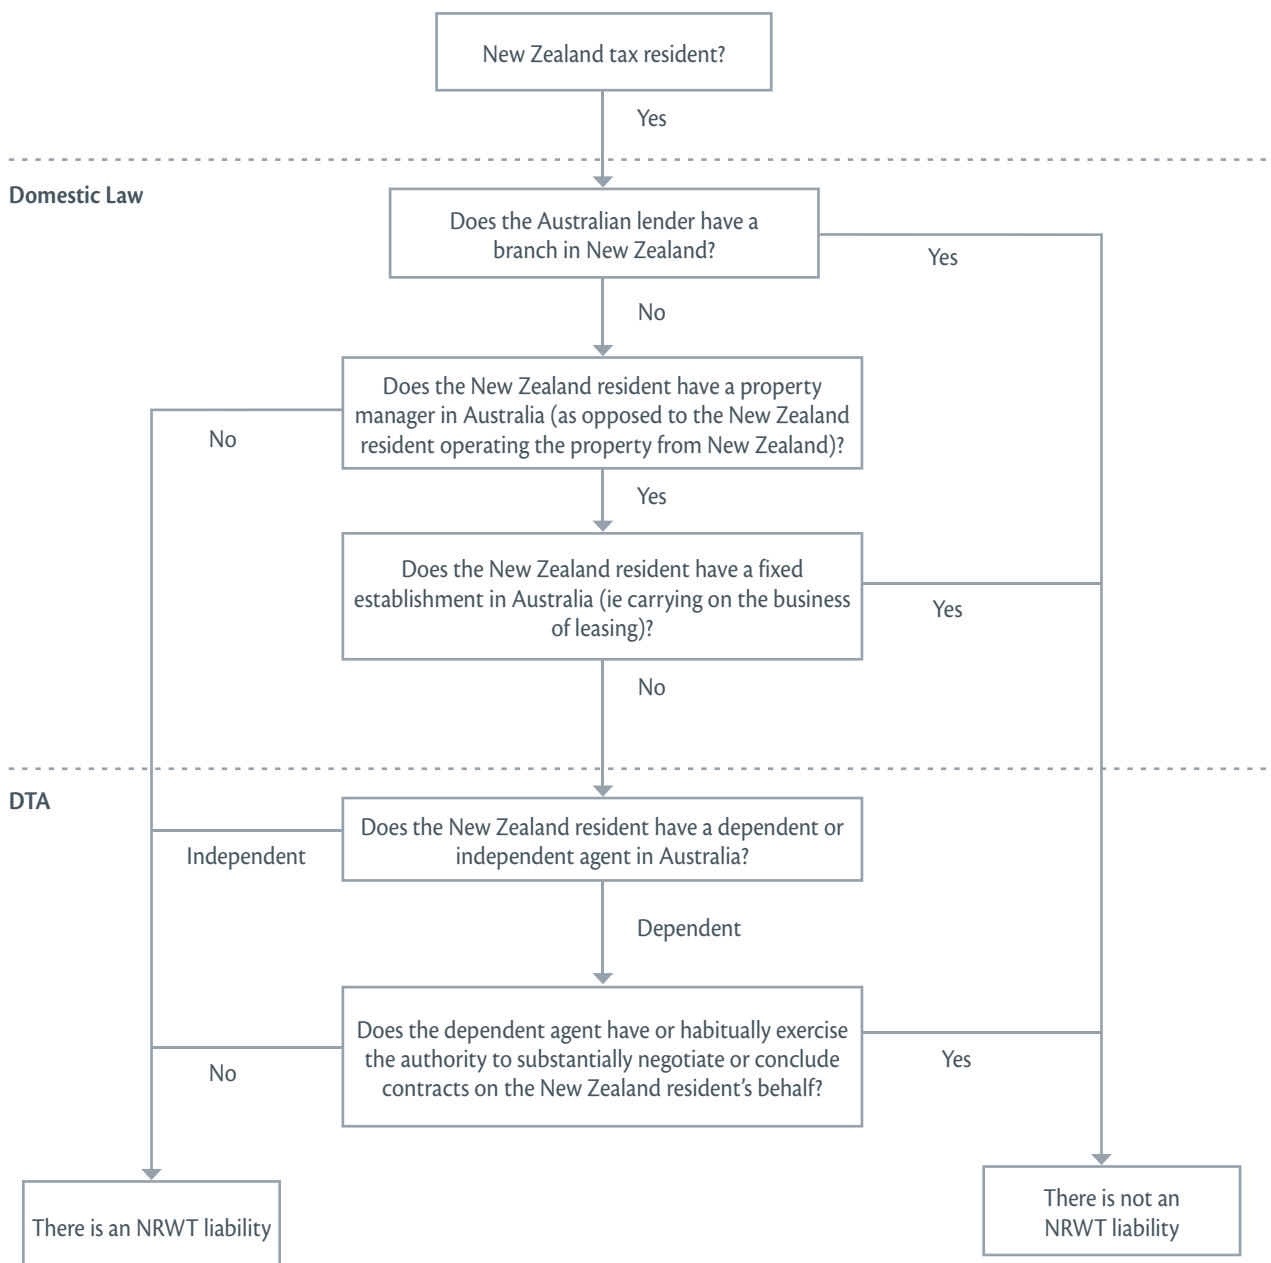 New Zealand tax resident?
Yes
Domestic Law
Does the Australian lender have a
branch in New Zealand?
Yes
No
Does the New Zealand resident have a property
manager in Australia (as opposed to the New Zealand
resident operating the property from New Zealand)?
No
Yes
Does the New Zealand resident have a fixed
establishment in Australia (ie carrying on the business
of leasing)?
Yes
No
DTA
Does the New Zealand resident have a dependent or
independent agent in Australia?
Independent
Dependent
Does the dependent agent have or habitually exercise
the authority to substantially negotiate or conclude
contracts on the New Zealand resident’s behalf?
No
Yes
There is an NRWT liability
There is not an
NRWT liability